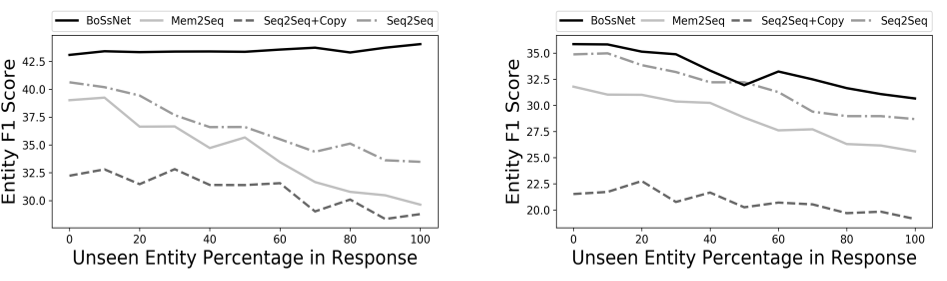 BoSsNet Mem2Seq Seq2Seq+Copy Seq2Seq
42.5
40.0
37.5
35.0
32.5
30.0
Entity F1 Score
0 20 40 60 80 100
Unseen Entity Percentage in Response
BoSsNet Mem2Seq Seq2Seq+Copy Seq2Seq
35.0
32.5
30.0
27.5
25.0
22.5
20.0
Entity F1 Score
0 20 40 60 80 100
Unseen Entity Percentage in Response